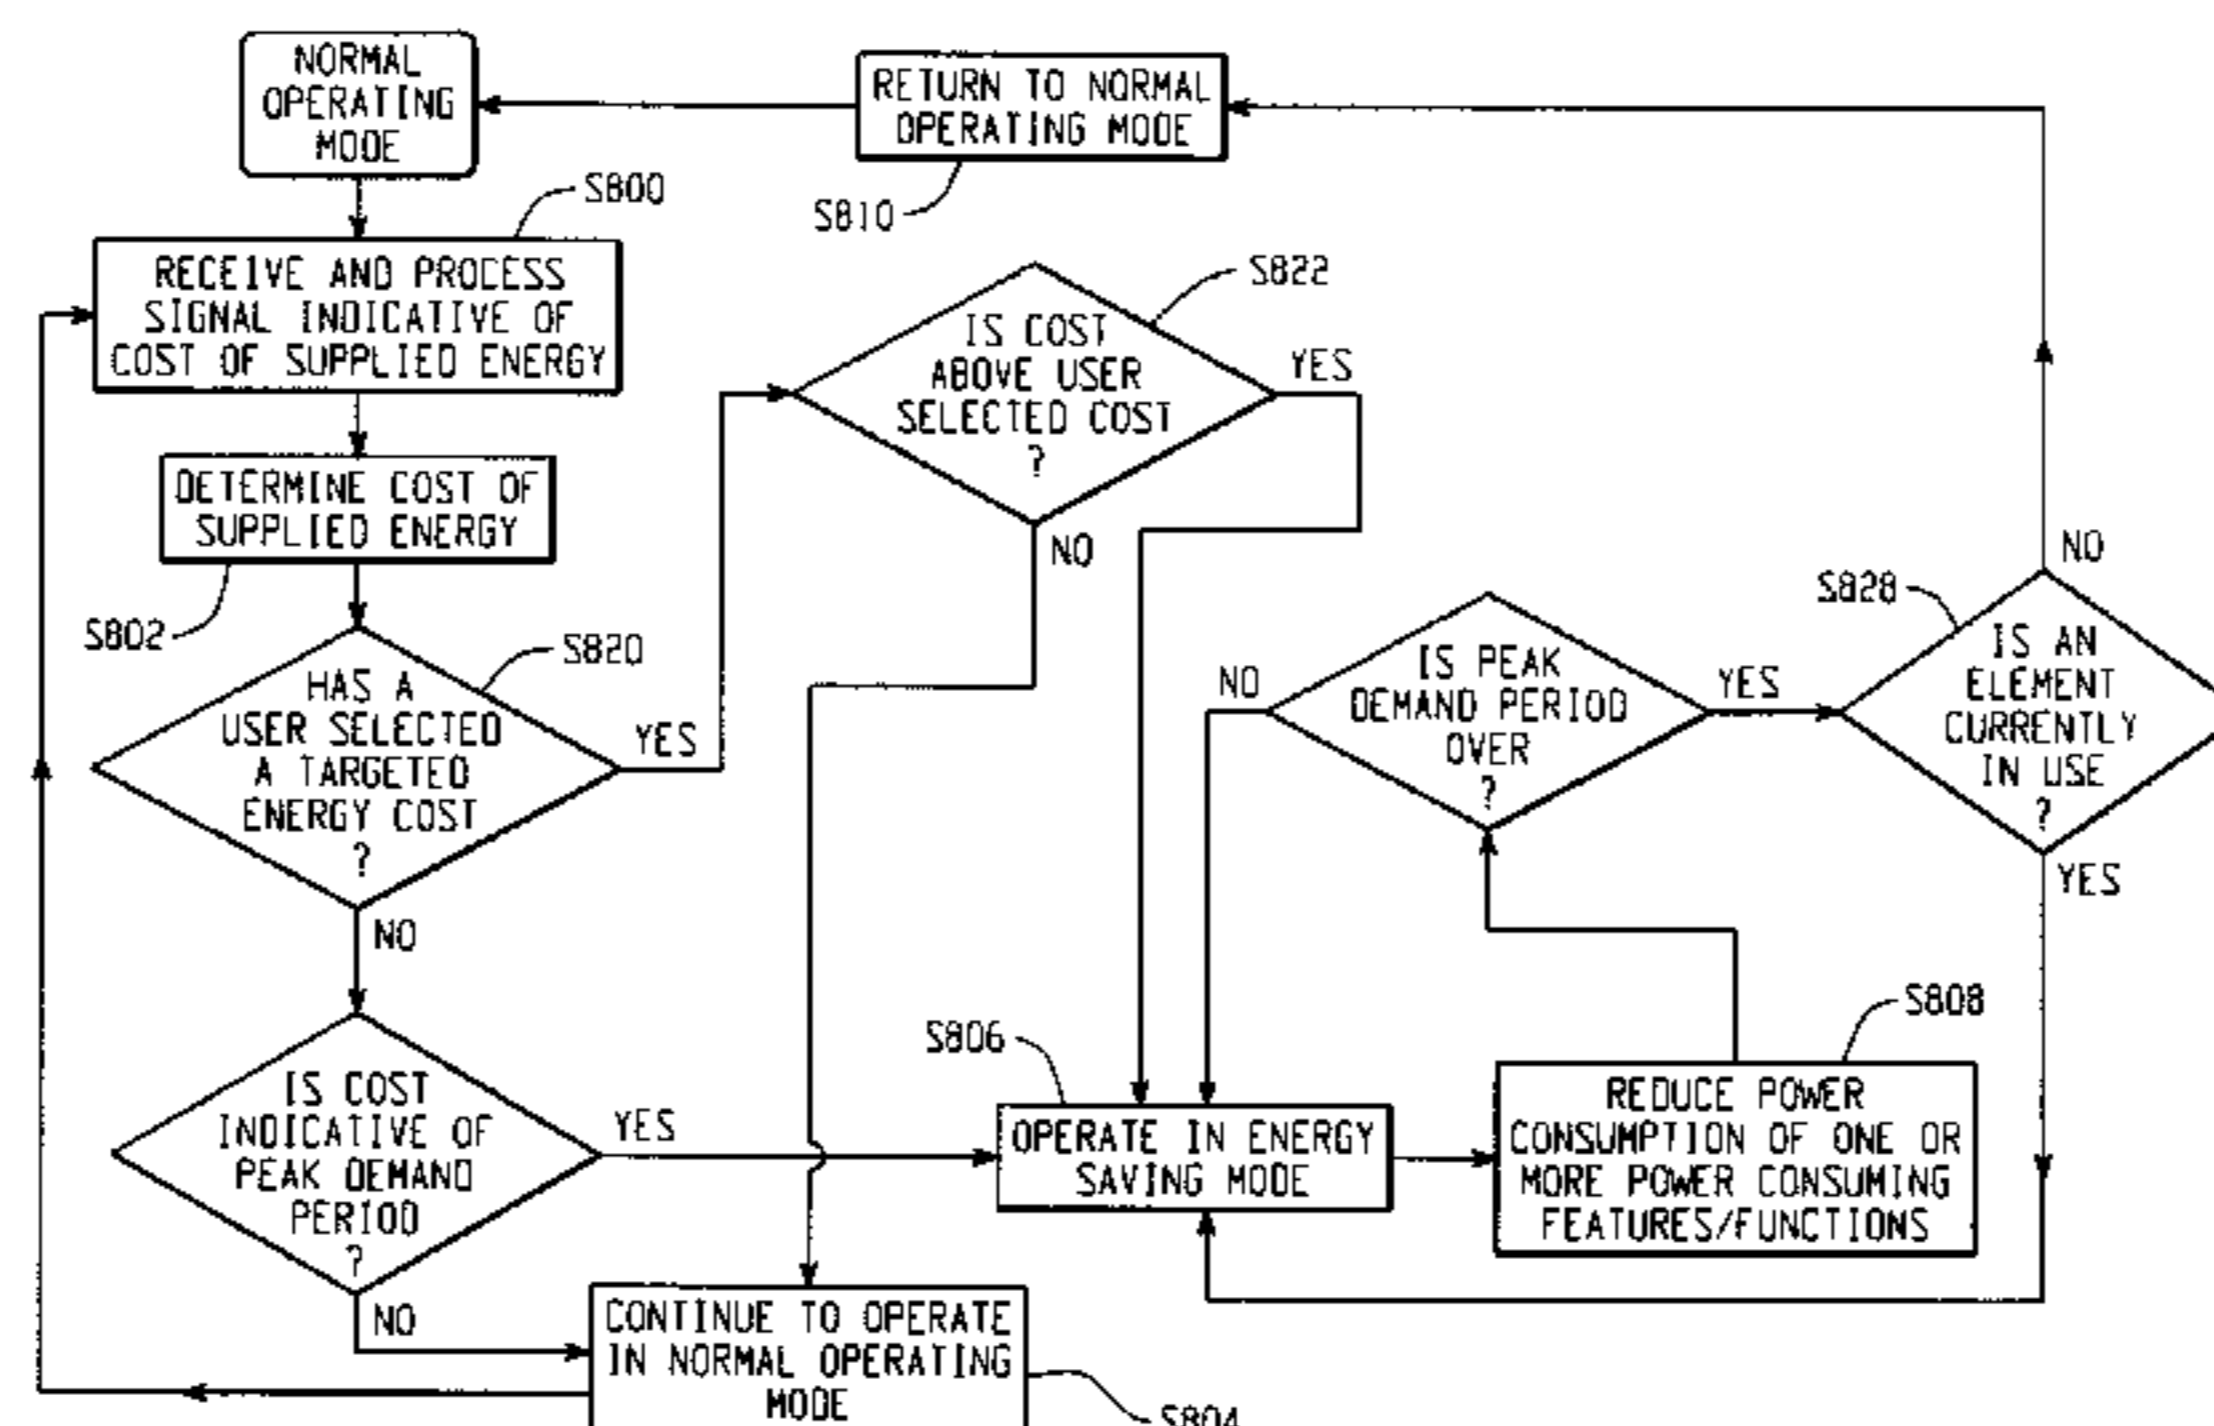 NORMAL
OPERATING
MODE
RETURN TO NORMAL
OPERATING MODE
S800
S810
RECEIVE AND PROCESS
SIGNAL INDICATIVE OF
COST OF SUPPLIED ENERGY
S822
IS COST
ABOVE USER
SELECTED COST
?
YES
NO
DETERMINE COST OF
SUPPLIED ENERGY
S802
S820
HAS A
USER SELECTED
A TARGETED
ENERGY COST
?
YES
NO
IS PEAK
DEMAND PERIOD
OVER
?
NO
YES
S828
NO
IS AN
ELEMENT
CURRENTLY
IN USE
?
YES
IS COST
INDICATIVE OF
PEAK DEMAND
PERIOD
?
YES
NO
S806
OPERATE IN ENERGY
SAVING MODE
S808
REDUCE POWER
CONSUMPTION OF ONE OR
MORE POWER CONSUMING
FEATURES/FUNCTIONS
CONTINUE TO OPERATE
IN NORMAL OPERATING
MODE
S804